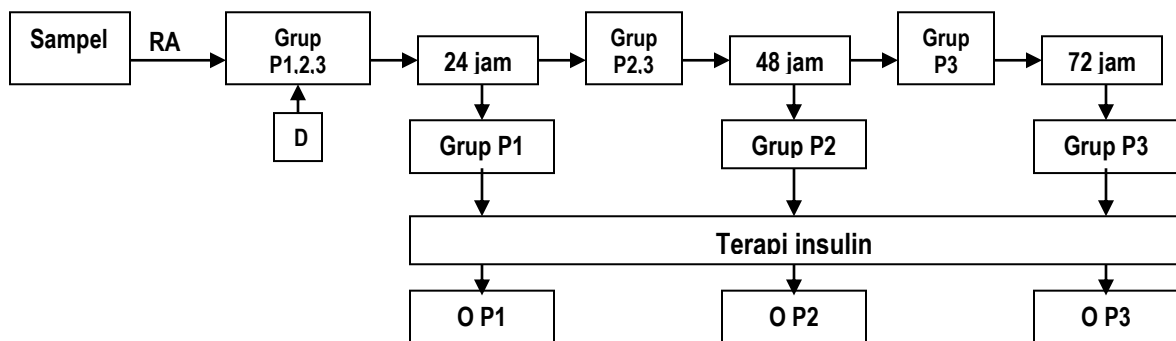 Sampel
RA
Grup
P1,2,3
24 jam
Grup
P2,3
48 jam
Grup
P3
72 jam
D
Grup P1
Grup P2
Grup P3
Terapi insulin
O P1
O P2
O P3